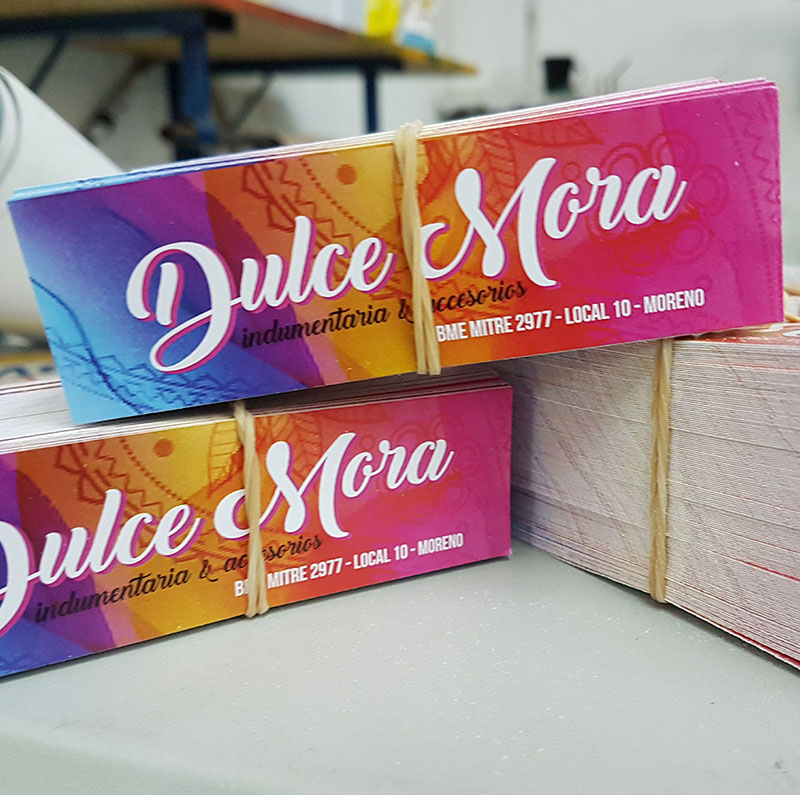 Dulce Mora
indumentaria & accesorios
BME MITRE 2977 - LOCAL 10 - MORENO
Dulce Mora
indumentaria & accesorios
BME MITRE 2977 - LOCAL 10 - MORENO